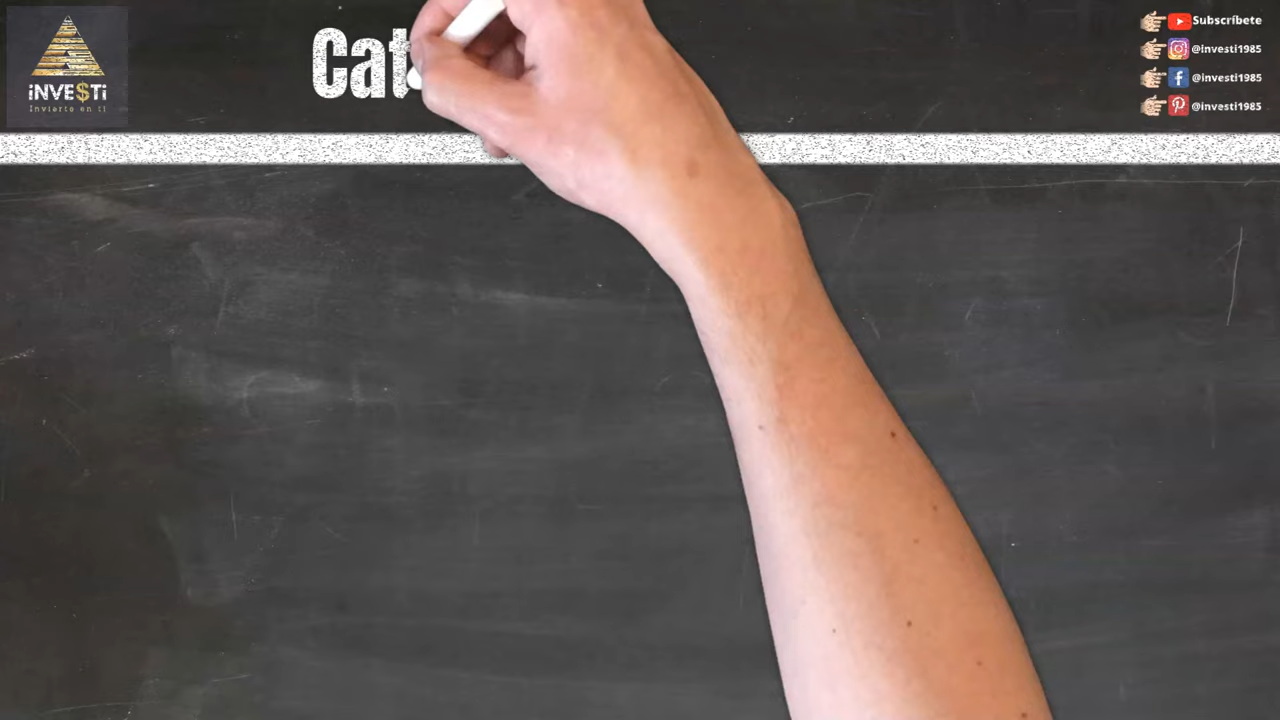 iNVE$Ti
Invierte en ti
Cat
Subscríbete
@investi1985
@investi1985
@investi1985